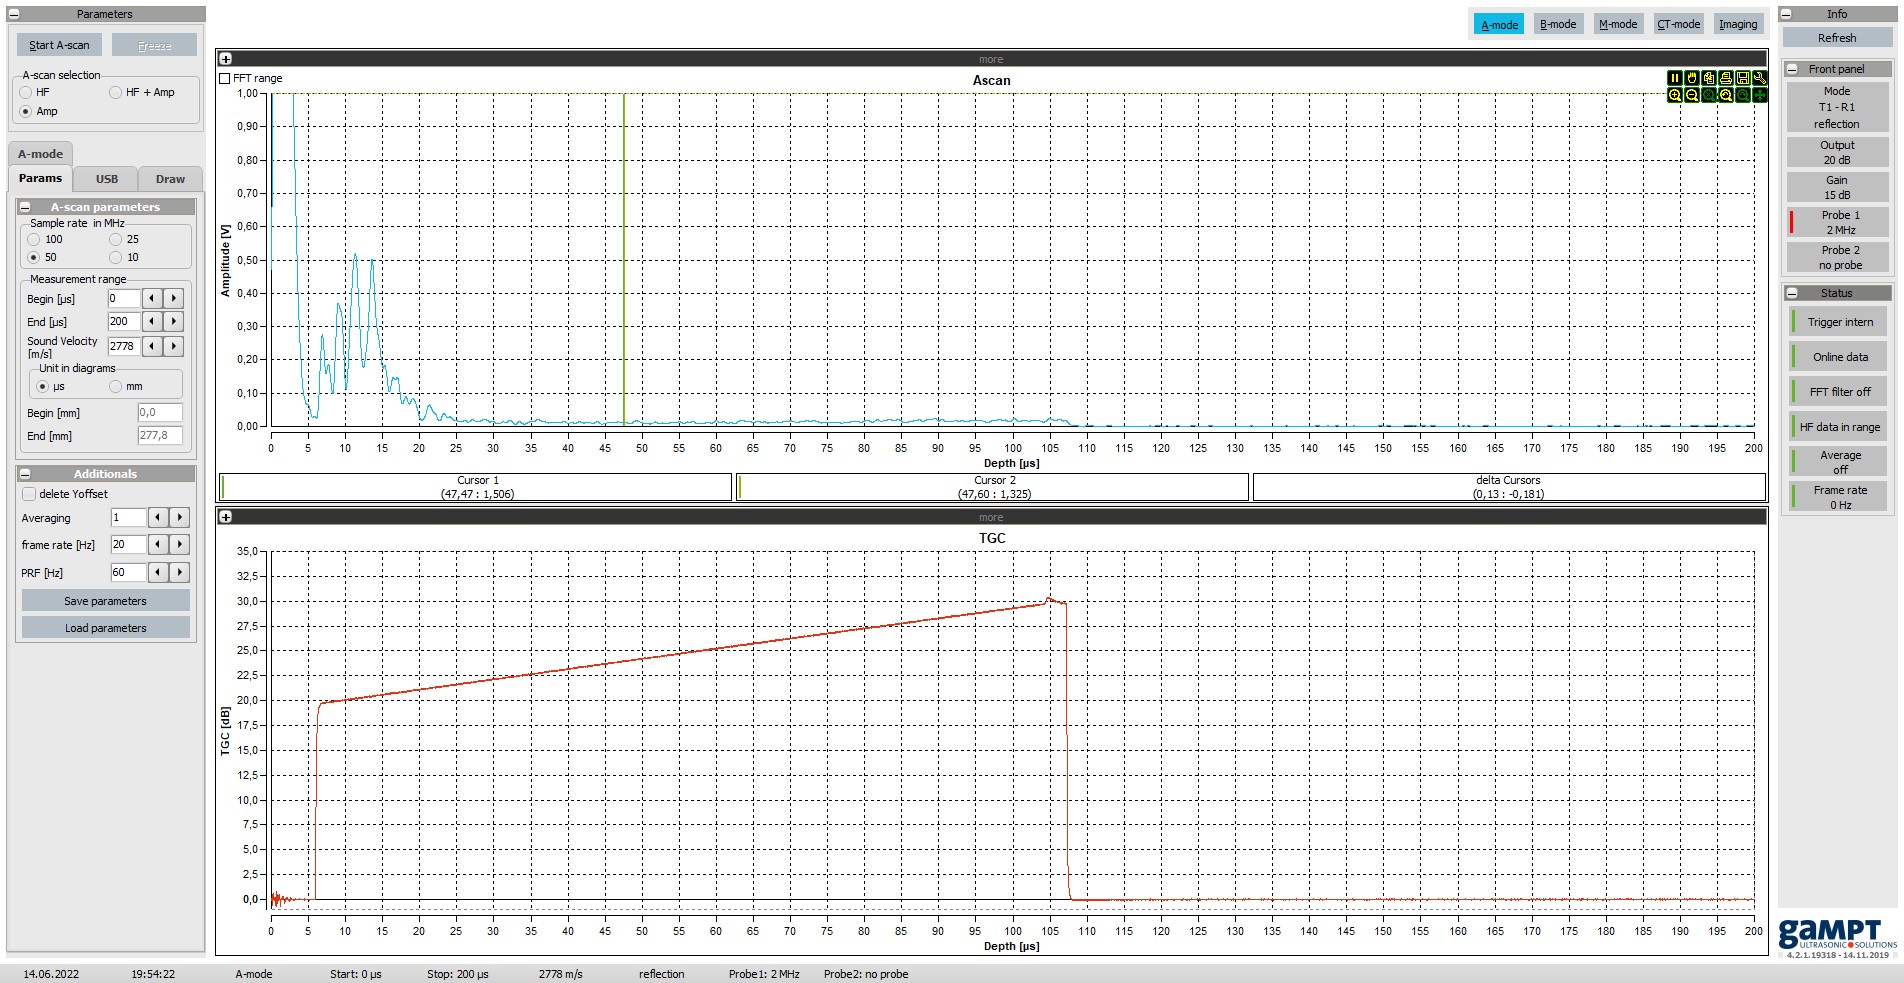 Parameters
Start A-scan Freeze
A-scan selection
HF HF + Amp
Amp
A-mode
Params USB Draw
A-scan parameters
Sample rate in MHz
100 25
50 10
Measurement range
Begin [µs] 0
End [µs] 200
Sound Velocity
[m/s] 2778
Unit in diagrams
µs mm
Begin [mm] 0,0
End [mm] 277,8
Additionals
delete Yoffset
Averaging 1
frame rate [Hz] 20
PRF [Hz] 60
Save parameters
Load parameters
A-mode B-mode M-mode CT-mode Imaging
more
FFT range
Ascan
1,00
0,90
0,80
0,70
0,60
0,50
0,40
0,30
0,20
0,10
0,00
Amplitude [V]
0 5 10 15 20 25 30 35 40 45 50 55 60 65 70 75 80 85 90 95 100 105 110 115 120 125 130 135 140 145 150 155 160 165 170 175 180 185 190 195 200
Depth [µs]
Cursor 1
(47,47 : 1,506)
Cursor 2
(47,60 : 1,325)
delta Cursors
(0,13 : -0,181)
more
TGC
35,0
32,5
30,0
27,5
25,0
22,5
20,0
17,5
15,0
12,5
10,0
7,5
5,0
2,5
0,0
TGC [dB]
0 5 10 15 20 25 30 35 40 45 50 55 60 65 70 75 80 85 90 95 100 105 110 115 120 125 130 135 140 145 150 155 160 165 170 175 180 185 190 195 200
Depth [µs]
Info
Refresh
Front panel
Mode
T1 - R1
reflection
Output
20 dB
Gain
15 dB
Probe 1
2 MHz
Probe 2
no probe
Status
Trigger intern
Online data
FFT filter off
HF data in range
Average
off
Frame rate
0 Hz
gaMPT
ULTRASONIC SOLUTIONS
4.2.1.19318 - 14.11.2019
14.06.2022 19:54:22 A-mode Start: 0 µs Stop: 200 µs 2778 m/s reflection Probe1: 2 MHz Probe2: no probe